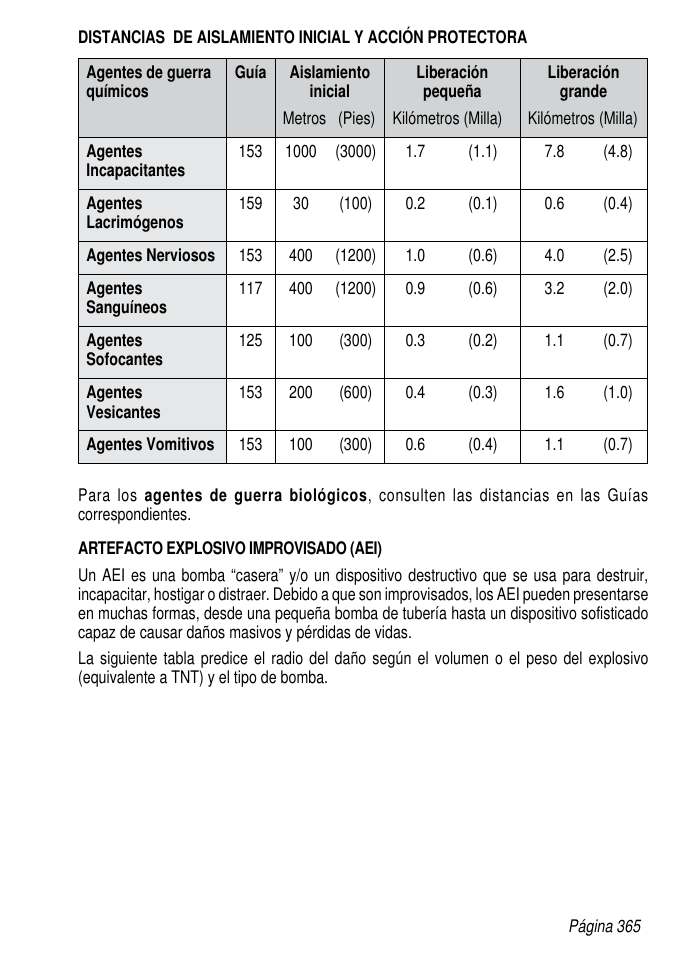 DISTANCIAS DE AISLAMIENTO INICIAL Y ACCIÓN PROTECTORA
Agentes de guerra químicos Guía Aislamiento inicial Liberación pequeña Liberación grande
Metros (Pies) Kilómetros (Milla) Kilómetros (Milla)
Agentes Incapacitantes 153 1000 (3000) 1.7 (1.1) 7.8 (4.8)
Agentes Lacrimógenos 159 30 (100) 0.2 (0.1) 0.6 (0.4)
Agentes Nerviosos 153 400 (1200) 1.0 (0.6) 4.0 (2.5)
Agentes Sanguíneos 117 400 (1200) 0.9 (0.6) 3.2 (2.0)
Agentes Sofocantes 125 100 (300) 0.3 (0.2) 1.1 (0.7)
Agentes Vesicantes 153 200 (600) 0.4 (0.3) 1.6 (1.0)
Agentes Vomitivos 153 100 (300) 0.6 (0.4) 1.1 (0.7)
Para los agentes de guerra biológicos, consulten las distancias en las Guías
correspondientes.
ARTEFACTO EXPLOSIVO IMPROVISADO (AEI)
Un AEI es una bomba “casera” y/o un dispositivo destructivo que se usa para destruir,
incapacitar, hostigar o distraer. Debido a que son improvisados, los AEI pueden presentarse
en muchas formas, desde una pequeña bomba de tubería hasta un dispositivo sofisticado
capaz de causar daños masivos y pérdidas de vidas.
La siguiente tabla predice el radio del daño según el volumen o el peso del explosivo
(equivalente a TNT) y el tipo de bomba.
Página 365